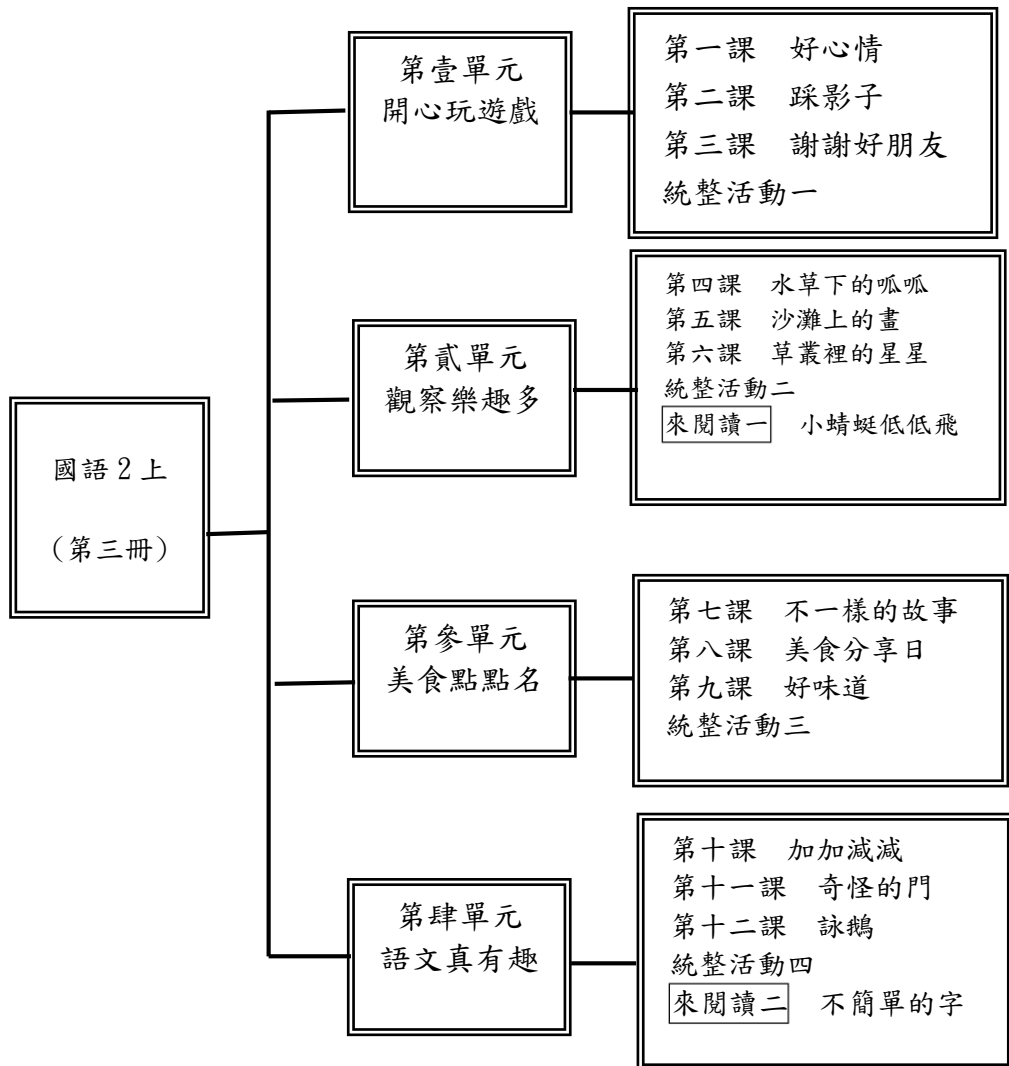 國語2上
(第三冊)
第壹單元
開心玩遊戲
第一課　好心情
第二課　踩影子
第三課　謝謝好朋友
統整活動一
第貳單元
觀察樂趣多
第四課　水草下的呱呱
第五課　沙灘上的畫
第六課　草叢裡的星星
統整活動二
來閱讀一　小蜻蜓低低飛
第參單元
美食點點名
第七課　不一樣的故事
第八課　美食分享日
第九課　好味道
統整活動三
第肆單元
語文真有趣
第十課　加加減減
第十一課　奇怪的門
第十二課　詠鵝
統整活動四
來閱讀二　不簡單的字